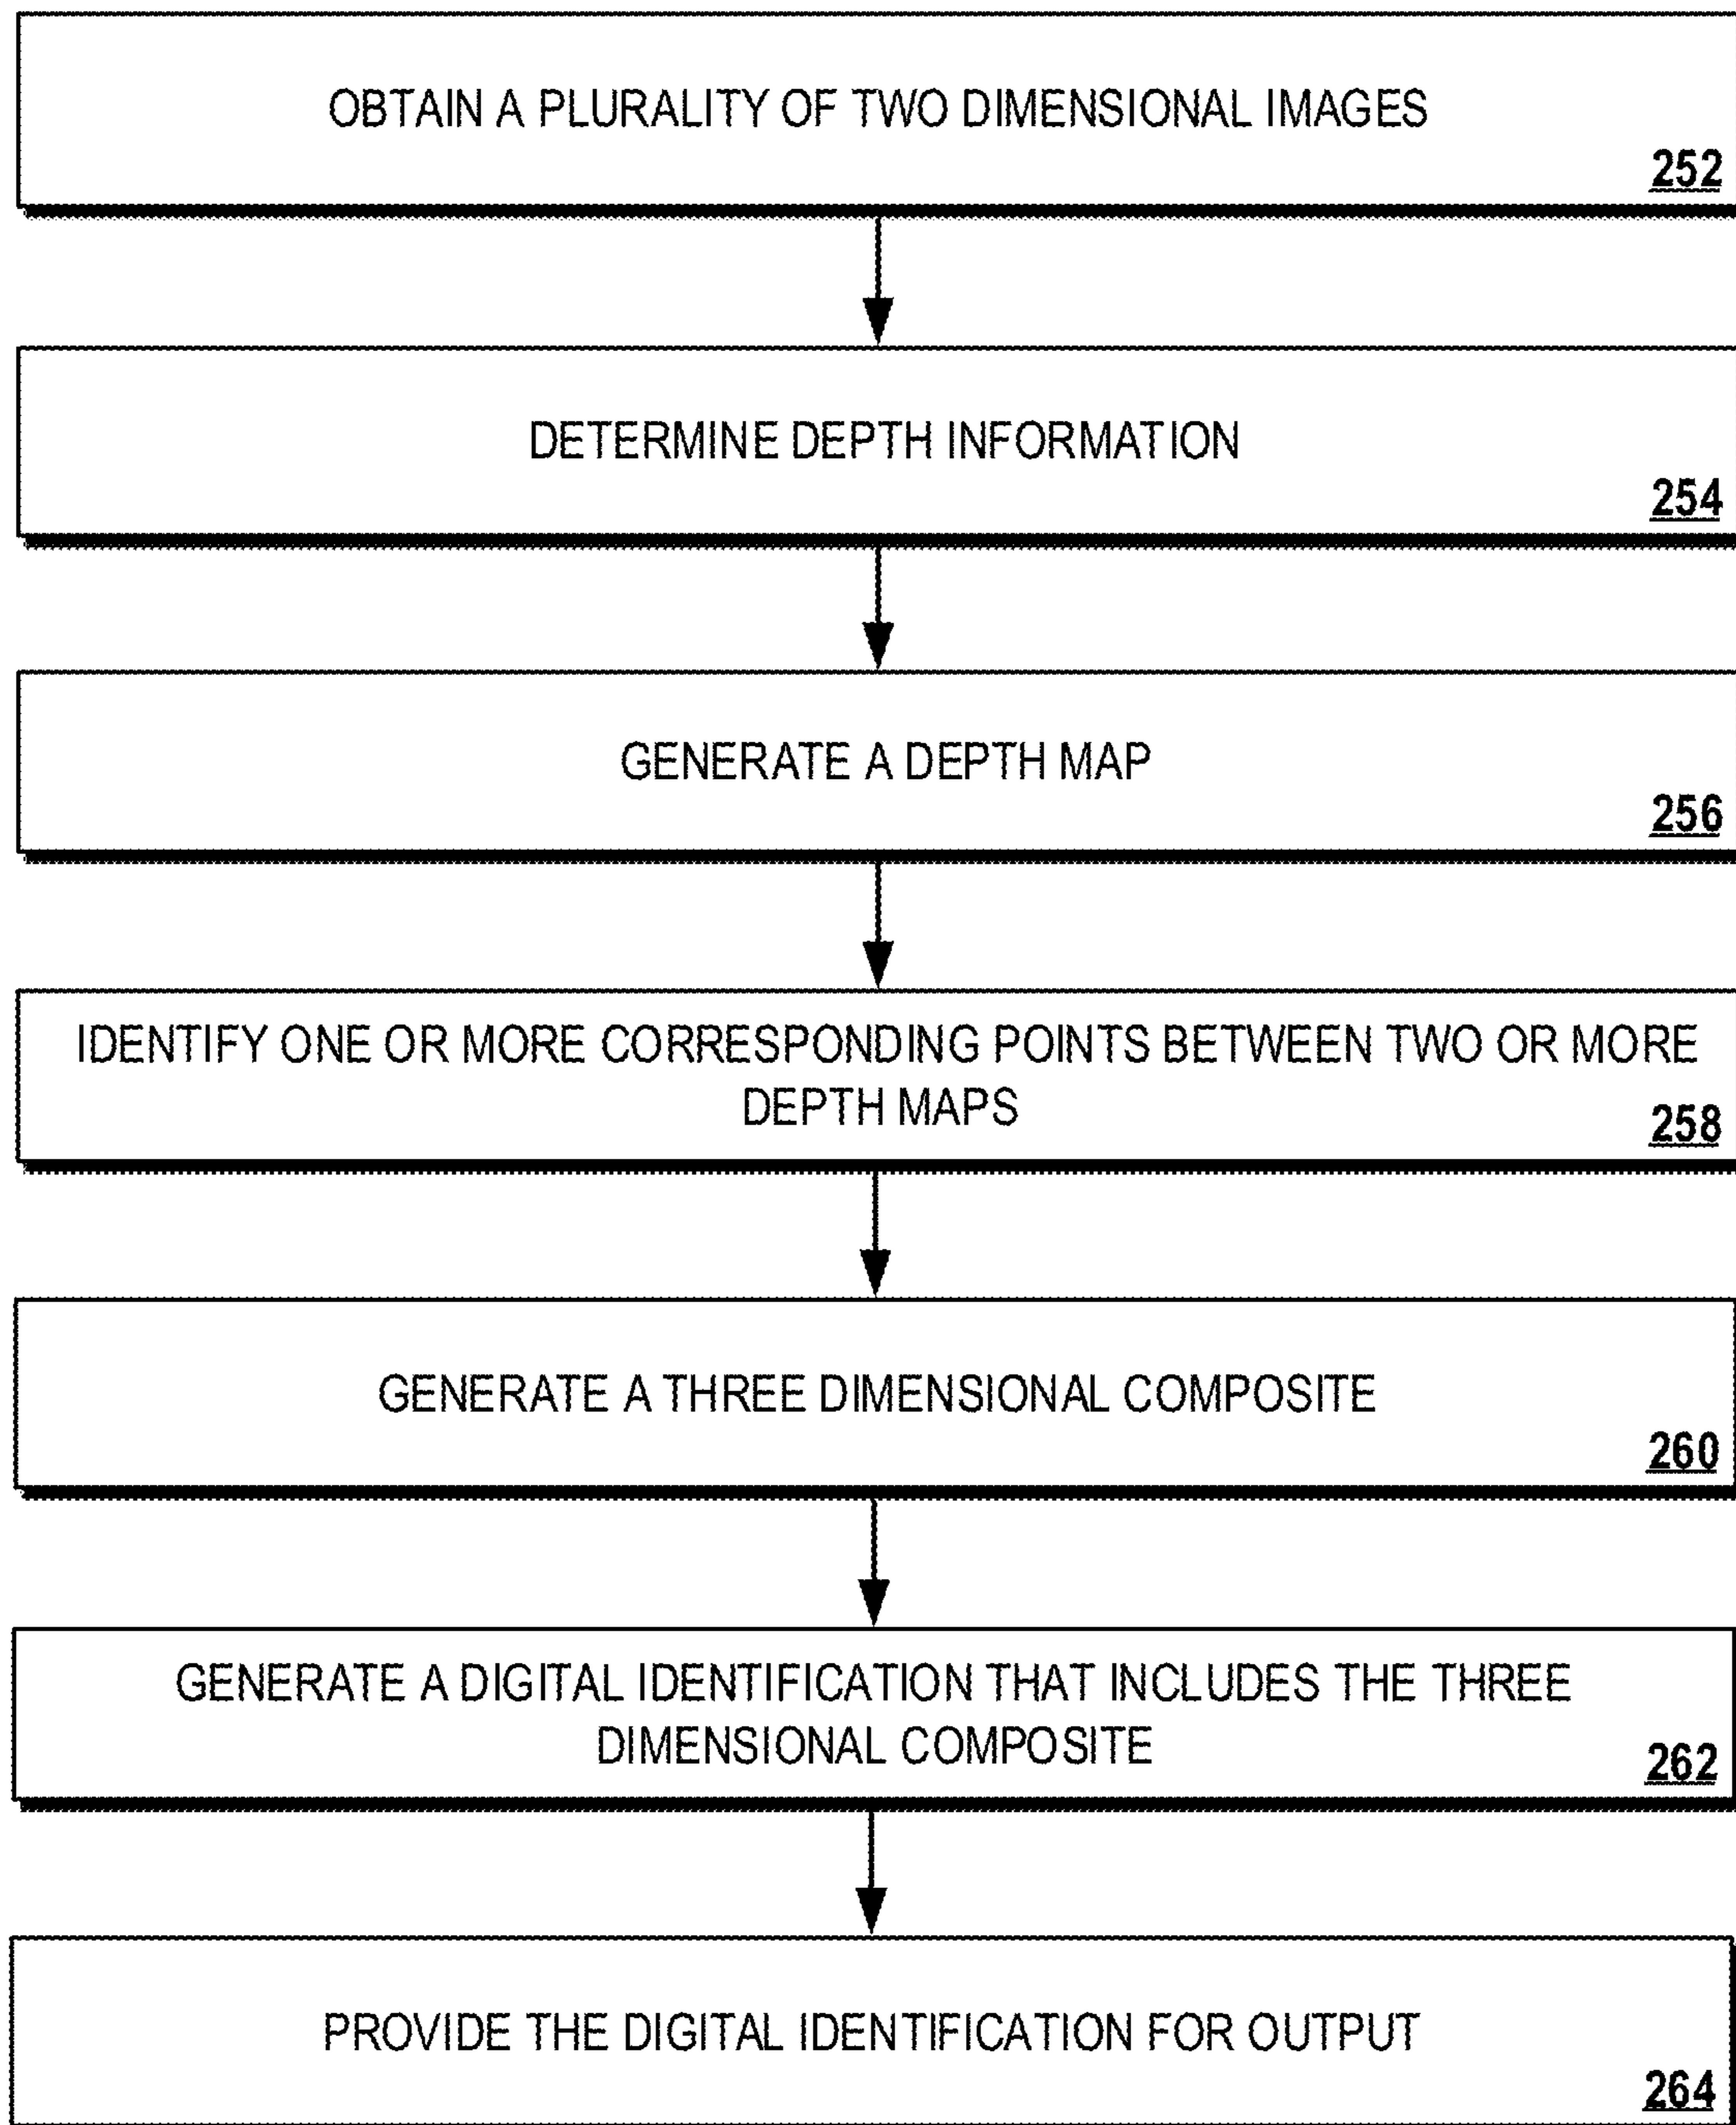 OBTAIN A PLURALITY OF TWO DIMENSIONAL IMAGES
252
DETERMINE DEPTH INFORMATION
254
GENERATE A DEPTH MAP
256
IDENTIFY ONE OR MORE CORRESPONDING POINTS BETWEEN TWO OR MORE
DEPTH MAPS
258
GENERATE A THREE DIMENSIONAL COMPOSITE
260
GENERATE A DIGITAL IDENTIFICATION THAT INCLUDES THE THREE
DIMENSIONAL COMPOSITE
262
PROVIDE THE DIGITAL IDENTIFICATION FOR OUTPUT
264